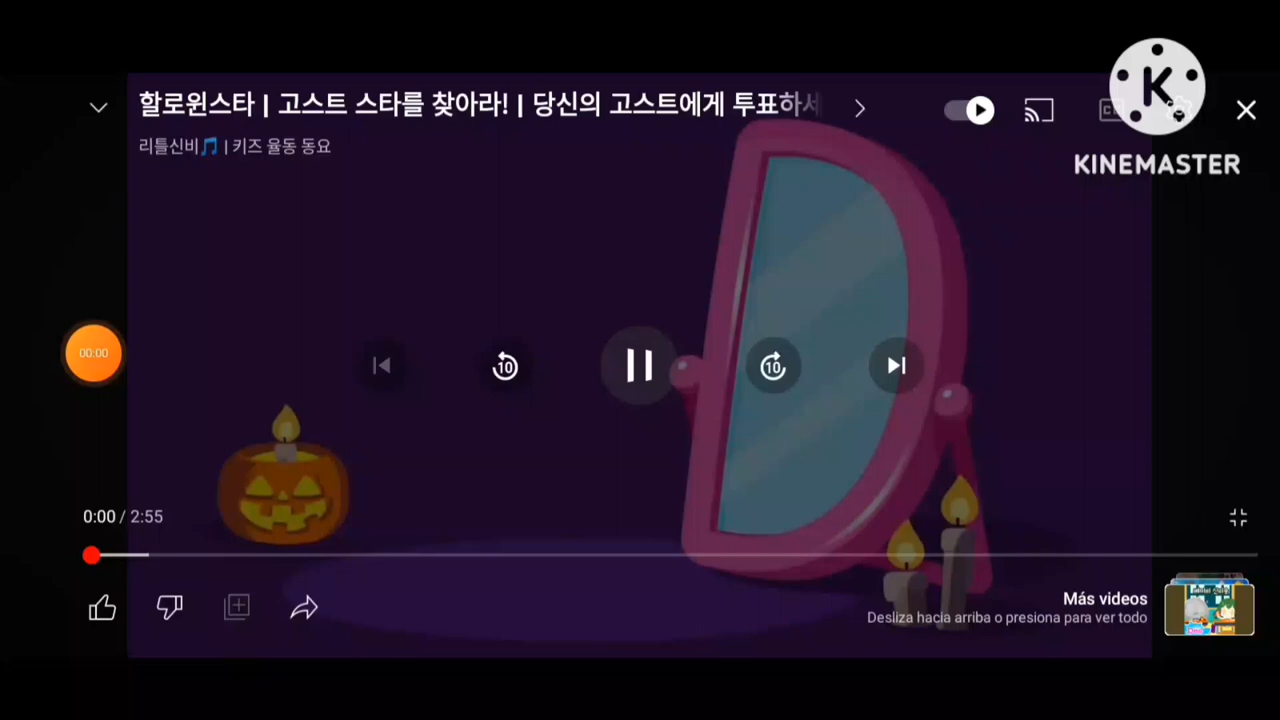 할로윈스타 | 고스트 스타를 찾아라! | 당신의 고스트에게 투표하세
리틀신비🎵 | 키즈 율동 동요
K
KINEMASTER
00:00
10
10
0:00 / 2:55
Más videos
Desliza hacia arriba o presiona para ver todo